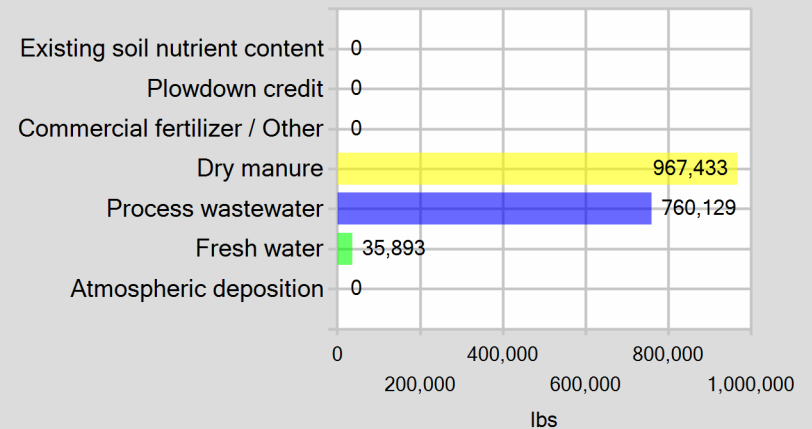 Existing soil nutrient content 0
Plowdown credit 0
Commercial fertilizer / Other 0
Dry manure 967,433
Process wastewater 760,129
Fresh water 35,893
Atmospheric deposition 0
0 400,000 800,000
200,000 600,000 1,000,000
lbs